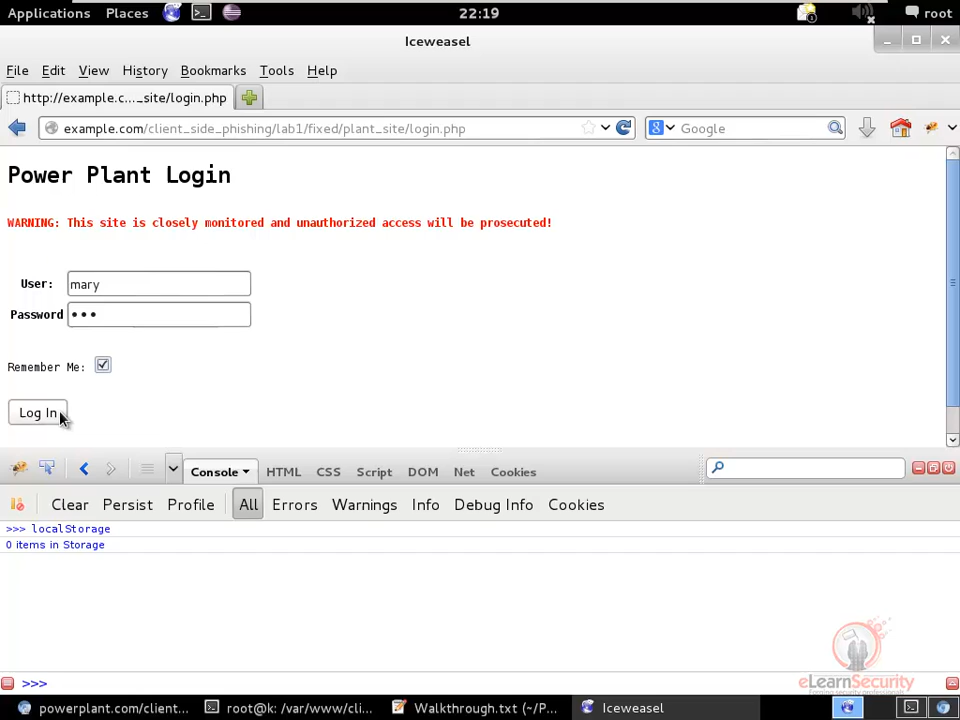 Applications Places 22:19 root
Iceweasel
File Edit View History Bookmarks Tools Help
http://example.c..._site/login.php
example.com/client_side_phishing/lab1/fixed/plant_site/login.php Google
Power Plant Login
WARNING: This site is closely monitored and unauthorized access will be prosecuted!
User: mary
Password •••
Remember Me:
Log In
Console HTML CSS Script DOM Net Cookies
Clear Persist Profile All Errors Warnings Info Debug Info Cookies
>>> localStorage
0 items in Storage
>>>
eLearnSecurity
Forging security professionals
powerplant.com/client... root@k: /var/www/cli... Walkthrough.txt (~/P... Iceweasel